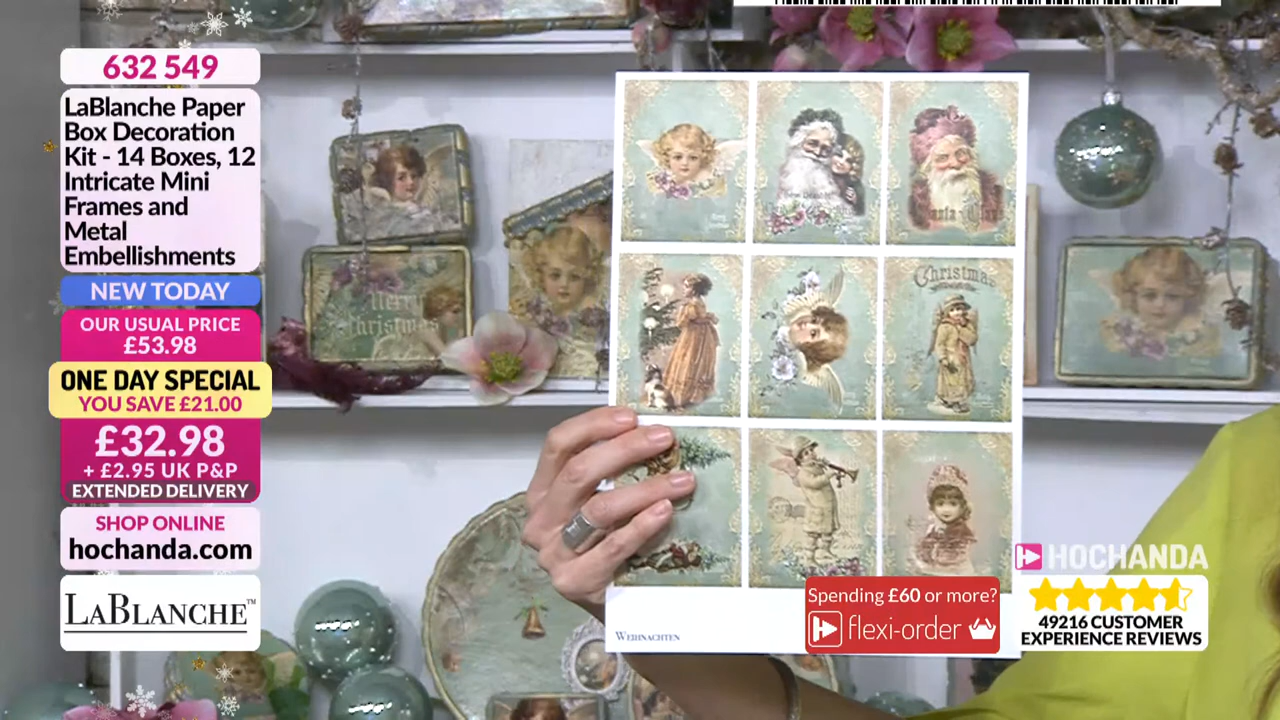 632 549
LaBlanche Paper
Box Decoration
Kit - 14 Boxes, 12
Intricate Mini
Frames and
Metal
Embellishments
NEW TODAY
OUR USUAL PRICE
£53.98
ONE DAY SPECIAL
YOU SAVE £21.00
£32.98
+ £2.95 UK P&P
EXTENDED DELIVERY
SHOP ONLINE
hochanda.com
LABLANCHE™
Merry
Christmas
Christmas
WEIHNACHTEN
Spending £60 or more?
flexi-order
HOCHANDA
49216 CUSTOMER
EXPERIENCE REVIEWS